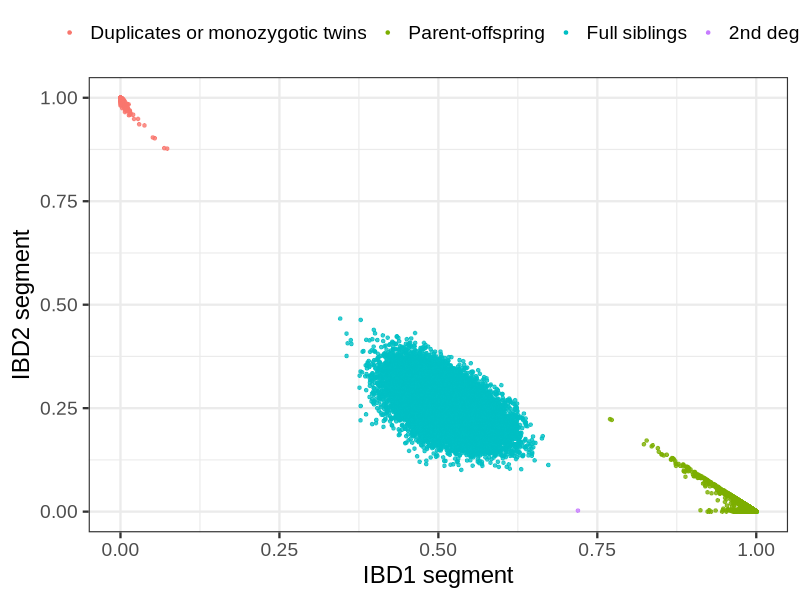 Duplicates or monozygotic twins Parent-offspring Full siblings 2nd deg
1.00
0.75
0.50
0.25
0.00
IBD2 segment
0.00 0.25 0.50 0.75 1.00
IBD1 segment